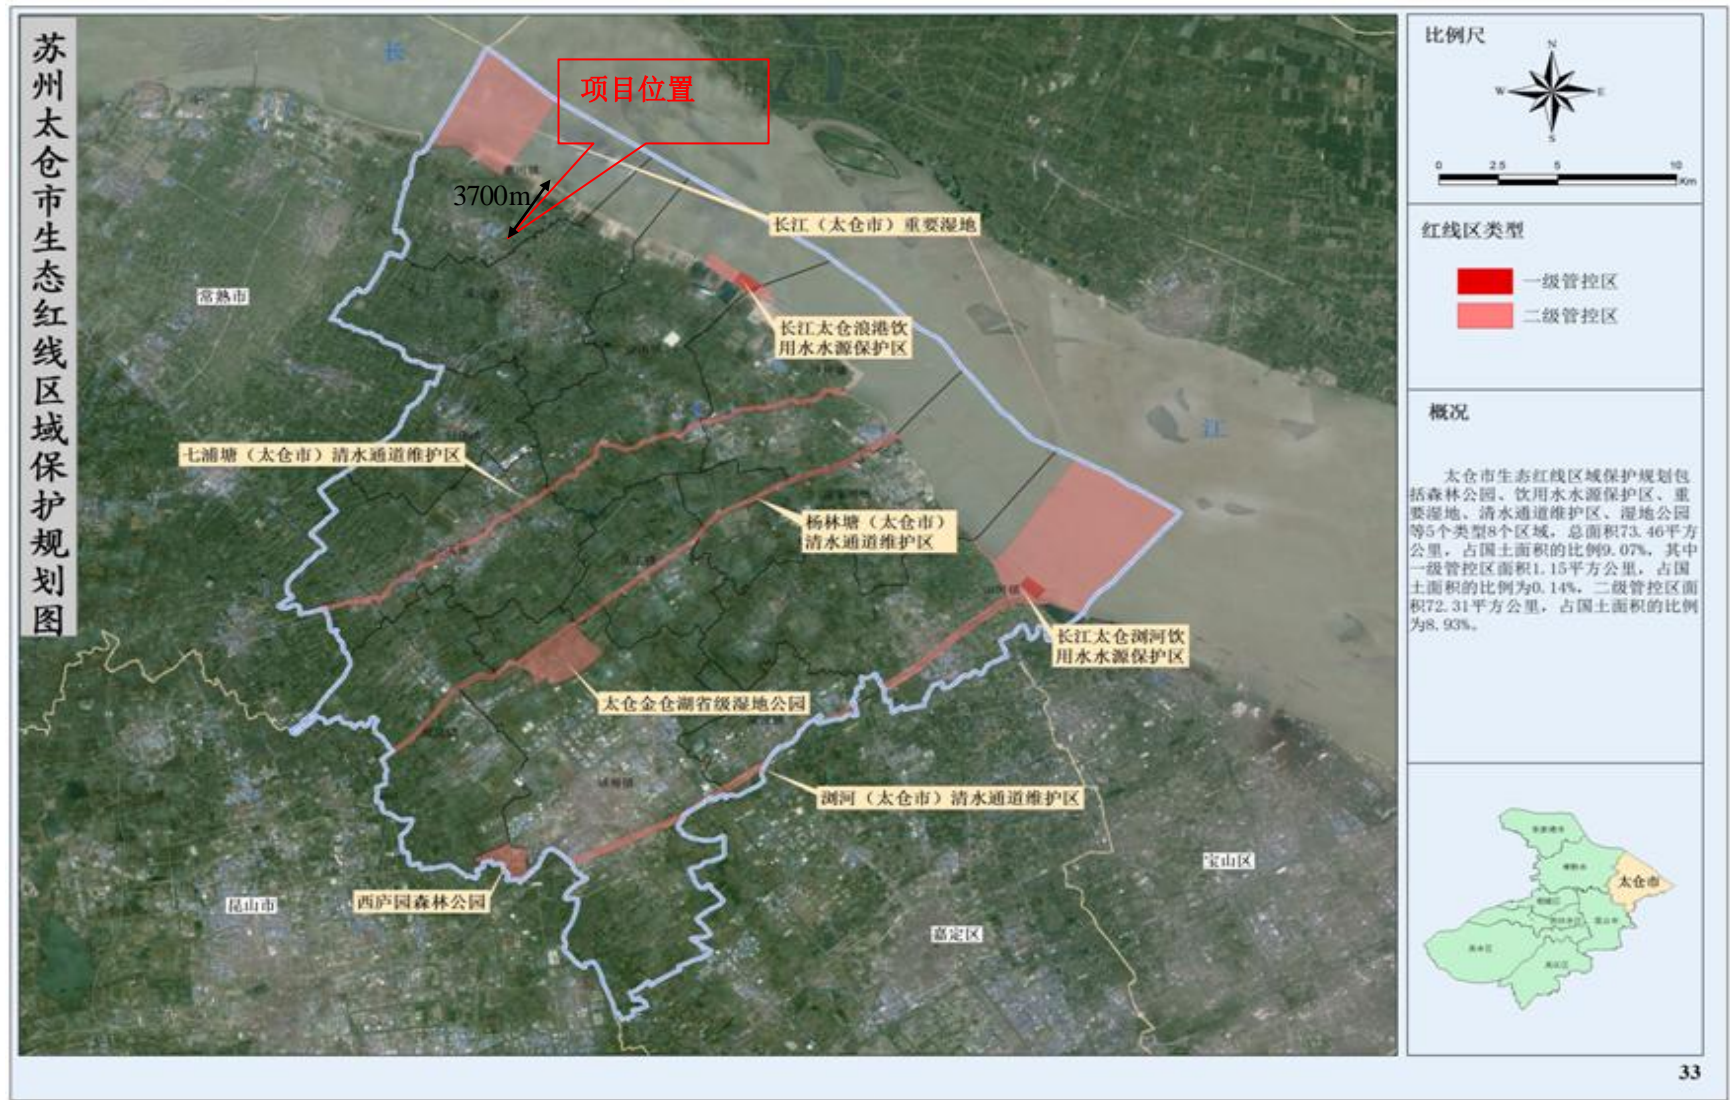 苏州太仓市生态红线区域保护规划图
长
江
项目位置
3700m
长江（太仓市）重要湿地
常熟市
长江太仓浪港饮
用水水源保护区
七浦塘（太仓市）清水通道维护区
杨林塘（太仓市）
清水通道维护区
长江太仓浏河饮
用水水源保护区
太仓金仓湖省级湿地公园
浏河（太仓市）清水通道维护区
西庐园森林公园
昆山市
宝山区
嘉定区
比例尺
N
W
E
S
0
2.5
5
10
Km
红线区类型
一级管控区
二级管控区
概况
太仓市生态红线区域保护规划包
括森林公园、饮用水水源保护区、重
要湿地、清水通道维护区、湿地公园
等5个类型8个区域，总面积73.46平方
公里，占国土面积的比例9.07%，其中
一级管控区面积1.15平方公里，占国
土面积的比例为0.14%，二级管控区面
积72.31平方公里，占国土面积的比例
为8.93%。
太仓市
33